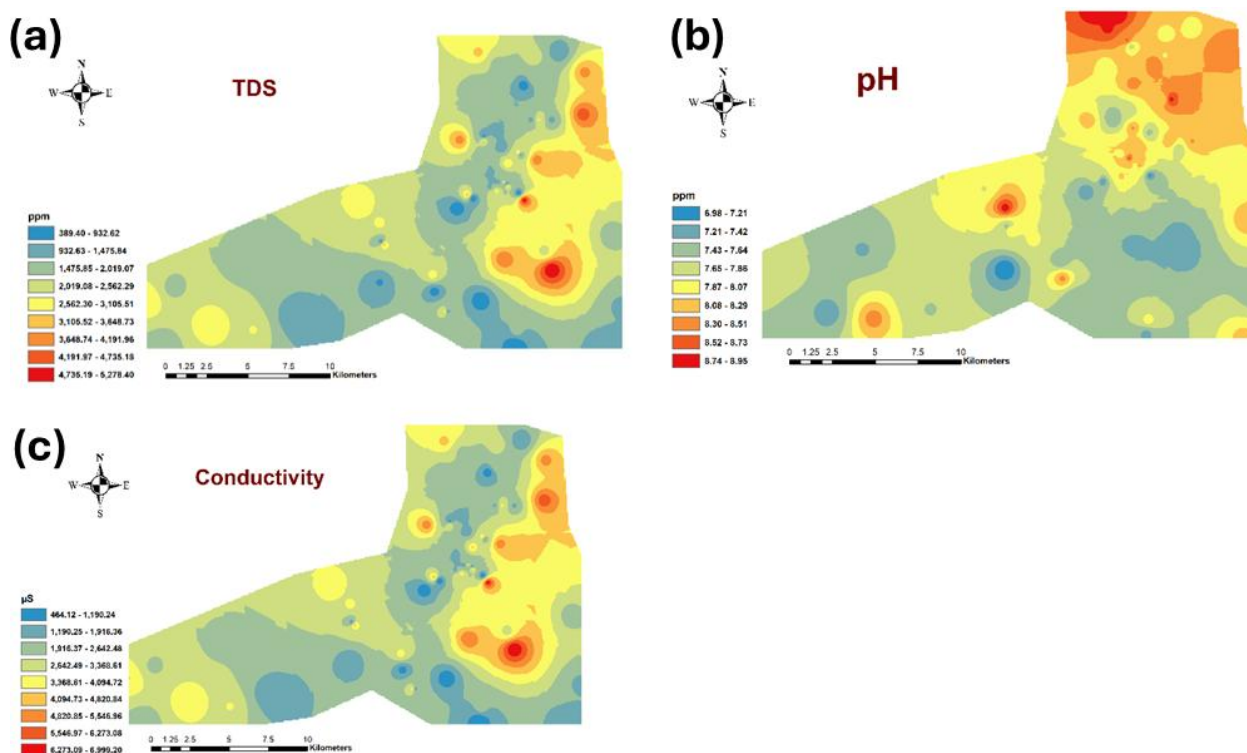 (a)
N
W E
S
TDS
ppm
389.40 - 932.62
932.63 - 1,475.84
1,475.85 - 2,019.07
2,019.08 - 2,562.29
2,562.30 - 3,105.51
3,105.52 - 3,648.73
3,648.74 - 4,191.96
4,191.97 - 4,735.18
4,735.19 - 5,278.40
0 1.25 2.5 5 7.5 10
Kilometers
(b)
N
W E
S
pH
ppm
6.98 - 7.21
7.21 - 7.42
7.43 - 7.64
7.65 - 7.86
7.87 - 8.07
8.08 - 8.29
8.30 - 8.51
8.52 - 8.73
8.74 - 8.95
0 1.25 2.5 5 7.5 10
Kilometers
(c)
N
W E
S
Conductivity
µS
464.12 - 1,190.24
1,190.25 - 1,916.36
1,916.37 - 2,642.48
2,642.49 - 3,368.61
3,368.61 - 4,094.72
4,094.73 - 4,820.84
4,820.85 - 5,546.96
5,546.97 - 6,273.08
6,273.09 - 6,999.20
0 1.25 2.5 5 7.5 10
Kilometers